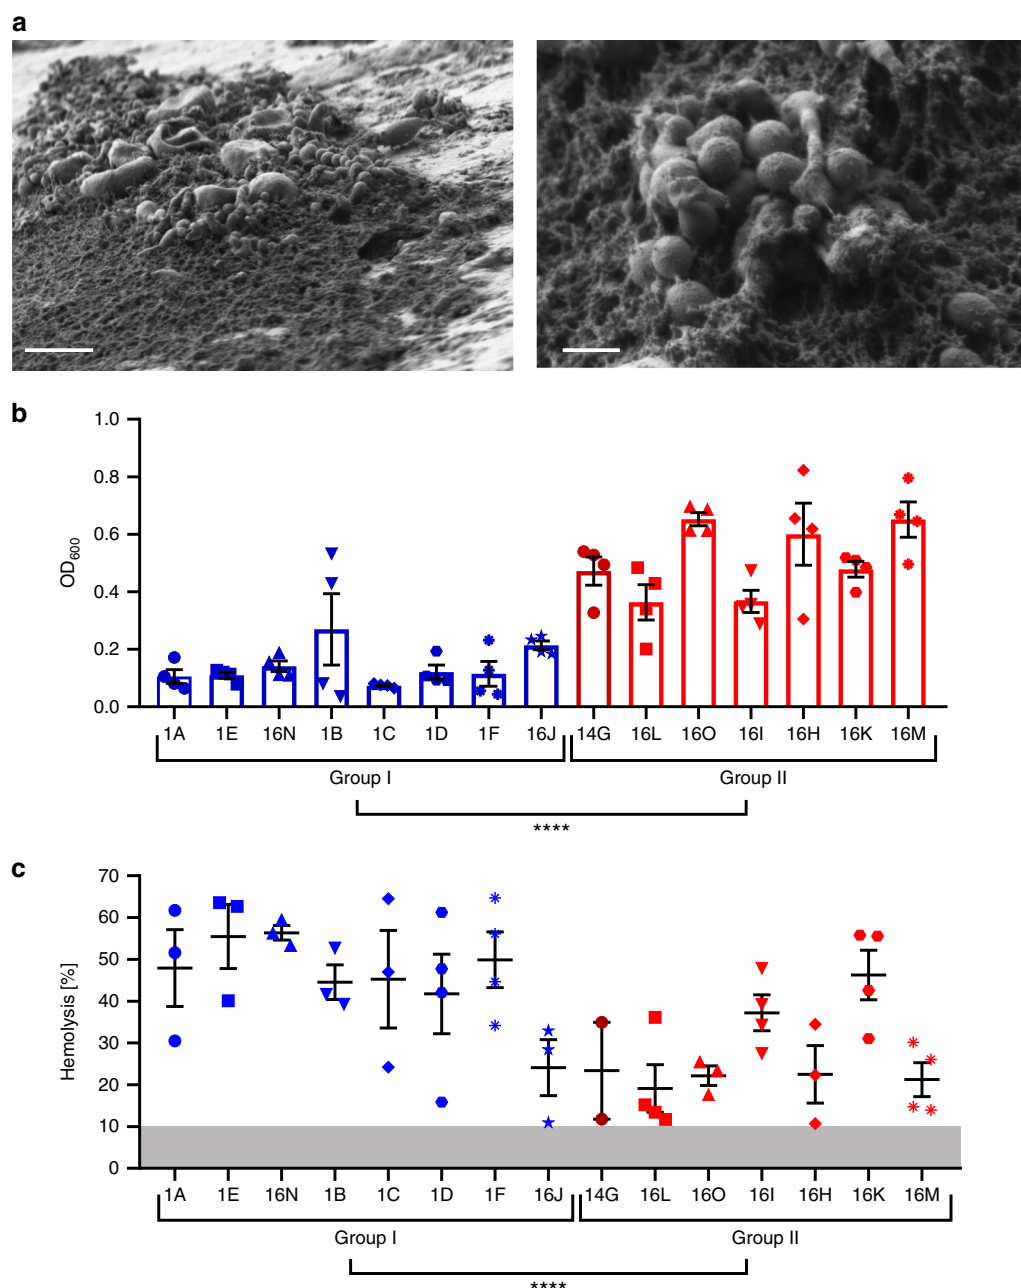 a
b
1.0
0.8
0.6
0.4
0.2
0.0
OD600
1A 1E 16N 1B 1C 1D 1F 16J 14G 16L 16O 16I 16H 16K 16M
Group I Group II
****
c
70
60
50
40
30
20
10
0
Hemolysis [%]
1A 1E 16N 1B 1C 1D 1F 16J 14G 16L 16O 16I 16H 16K 16M
Group I Group II
****